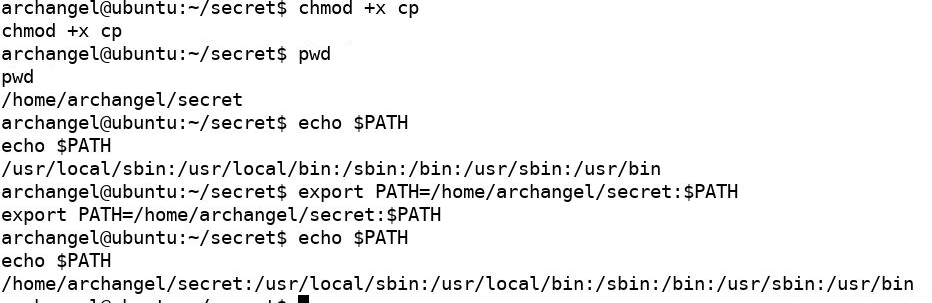 archangel@ubuntu:~/secret$ chmod +x cp
chmod +x cp
archangel@ubuntu:~/secret$ pwd
pwd
/home/archangel/secret
archangel@ubuntu:~/secret$ echo $PATH
echo $PATH
/usr/local/sbin:/usr/local/bin:/sbin:/bin:/usr/sbin:/usr/bin
archangel@ubuntu:~/secret$ export PATH=/home/archangel/secret:$PATH
export PATH=/home/archangel/secret:$PATH
archangel@ubuntu:~/secret$ echo $PATH
echo $PATH
/home/archangel/secret:/usr/local/sbin:/usr/local/bin:/sbin:/bin:/usr/sbin:/usr/bin